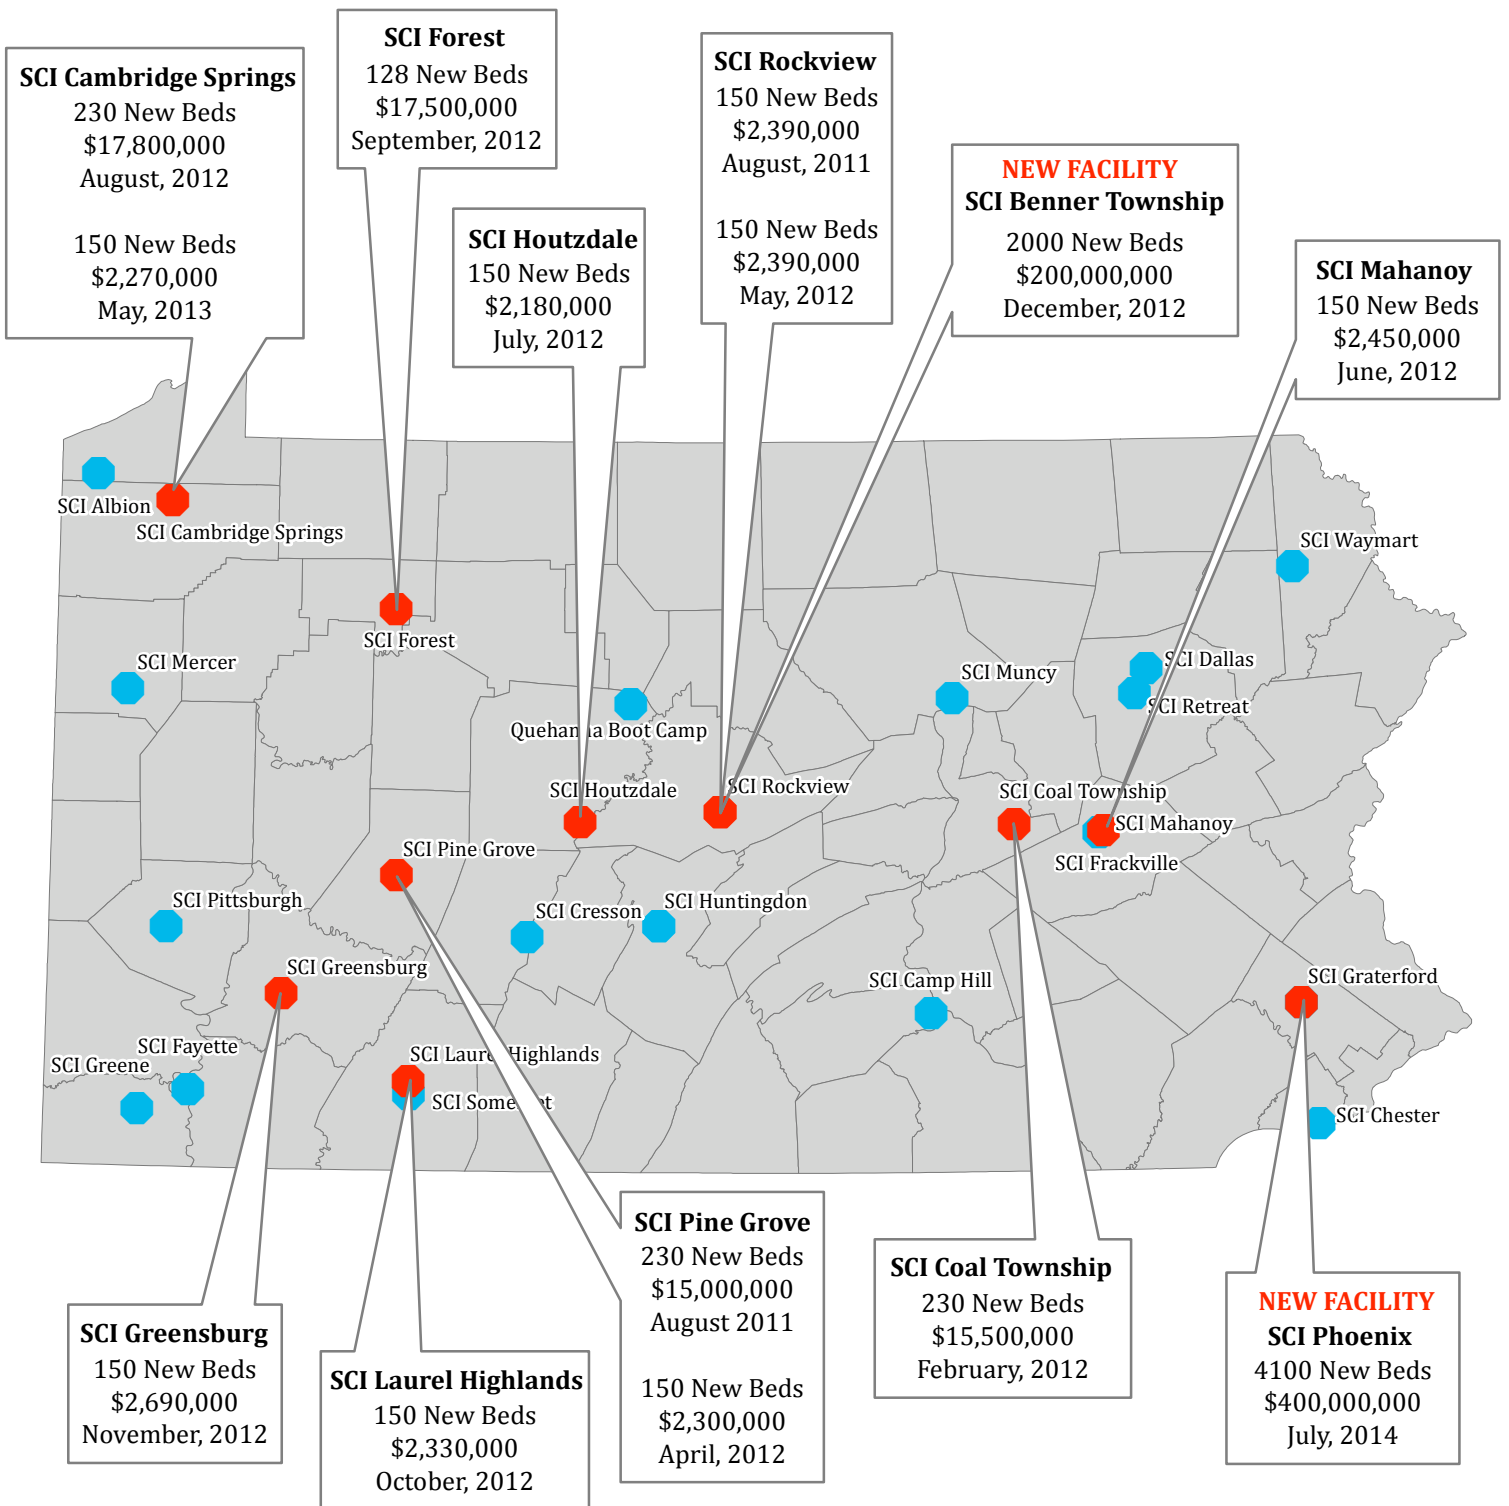 SCI Forest
128 New Beds
$17,500,000
September, 2012
SCI Cambridge Springs
230 New Beds
$17,800,000
August, 2012
150 New Beds
$2,270,000
May, 2013
SCI Rockview
150 New Beds
$2,390,000
August, 2011
150 New Beds
$2,390,000
May, 2012
NEW FACILITY
SCI Benner Township
2000 New Beds
$200,000,000
December, 2012
SCI Houtzdale
150 New Beds
$2,180,000
July, 2012
SCI Mahanoy
150 New Beds
$2,450,000
June, 2012
SCI Albion
SCI Cambridge Springs
SCI Waymart
SCI Forest
SCI Mercer
SCI Dallas
SCI Muncy
SCI Retreat
Quehanna Boot Camp
SCI Houtzdale
SCI Rockview
SCI Coal Township
SCI Mahanoy
SCI Frackville
SCI Pine Grove
SCI Pittsburgh
SCI Cresson
SCI Huntingdon
SCI Greensburg
SCI Camp Hill
SCI Graterford
SCI Fayette
SCI Greene
SCI Laurel Highlands
SCI Somerset
SCI Chester
SCI Pine Grove
230 New Beds
$15,000,000
August 2011
150 New Beds
$2,300,000
April, 2012
SCI Coal Township
230 New Beds
$15,500,000
February, 2012
NEW FACILITY
SCI Phoenix
4100 New Beds
$400,000,000
July, 2014
SCI Greensburg
150 New Beds
$2,690,000
November, 2012
SCI Laurel Highlands
150 New Beds
$2,330,000
October, 2012